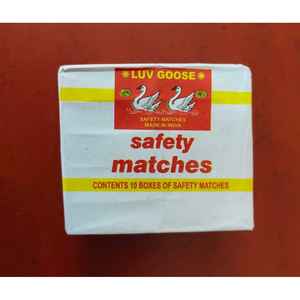 ★ LUV GOOSE ★
SAFETY MATCHES
MADE IN INDIA
safety
matches
CONTENTS 10 BOXES OF SAFETY MATCHES